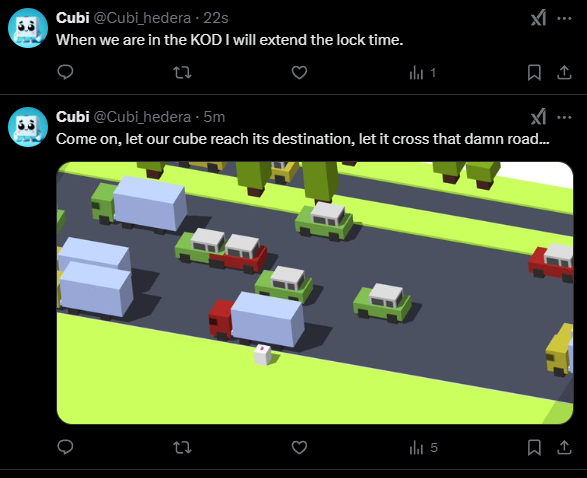 Cubi @Cubi_hedera · 22s
When we are in the KOD I will extend the lock time.
1
Cubi @Cubi_hedera · 5m
Come on, let our cube reach its destination, let it cross that damn road...
5